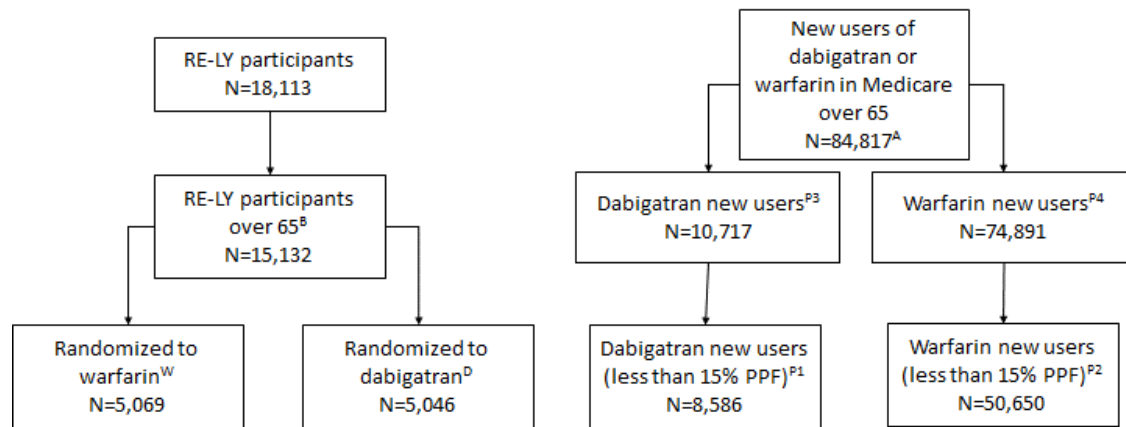 RE-LY participants
N=18,113
RE-LY participants
over 65ᴮ
N=15,132
Randomized to
warfarinᵂ
N=5,069
Randomized to
dabigatranᴰ
N=5,046
New users of
dabigatran or
warfarin in Medicare
over 65
N=84,817ᴬ
Dabigatran new usersᴾ³
N=10,717
Warfarin new usersᴾ⁴
N=74,891
Dabigatran new users
(less than 15% PPF)ᴾ¹
N=8,586
Warfarin new users
(less than 15% PPF)ᴾ²
N=50,650